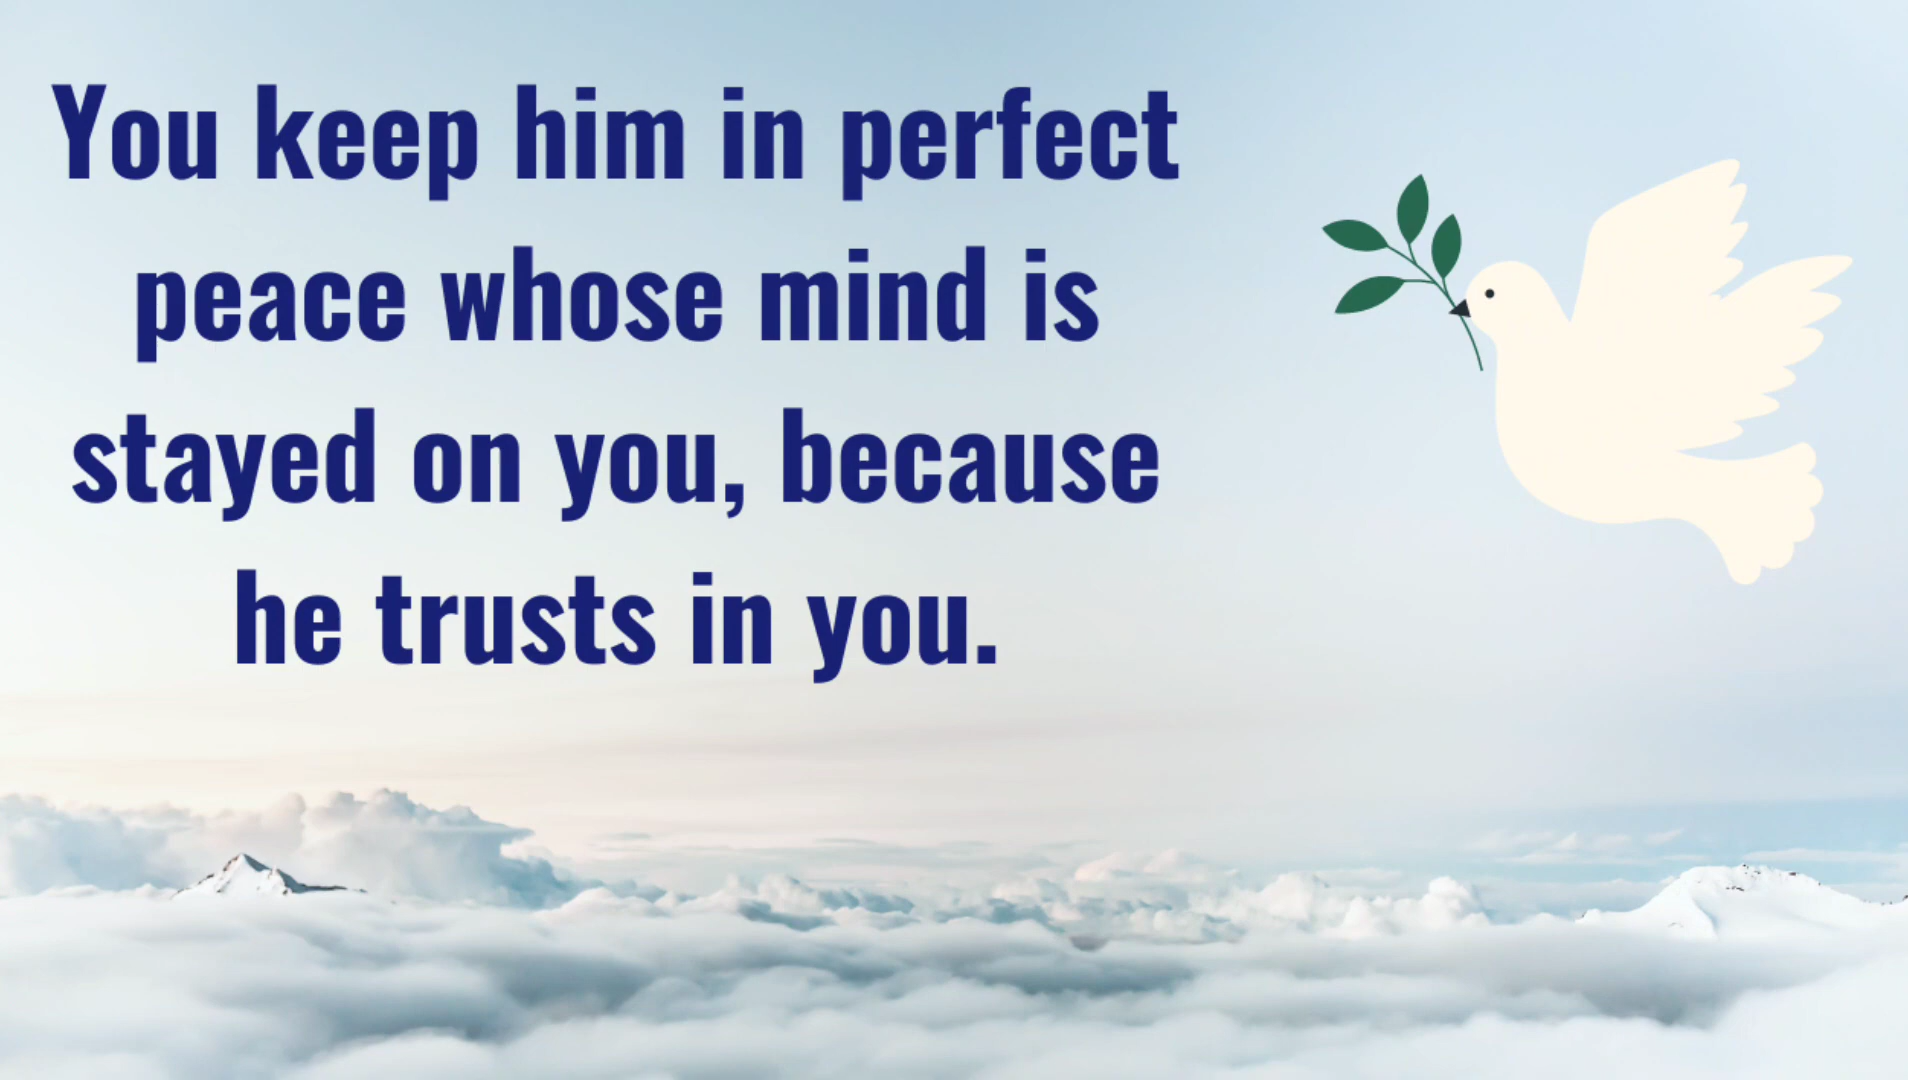 You keep him in perfect
peace whose mind is
stayed on you, because
he trusts in you.